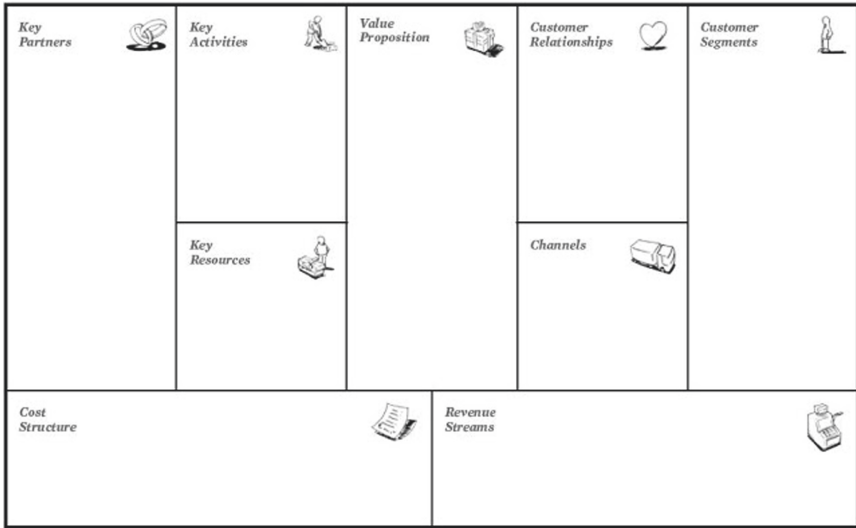 Key
Partners
Key
Activities
Value
Proposition
Customer
Relationships
Customer
Segments
Key
Resources
Channels
Cost
Structure
Revenue
Streams